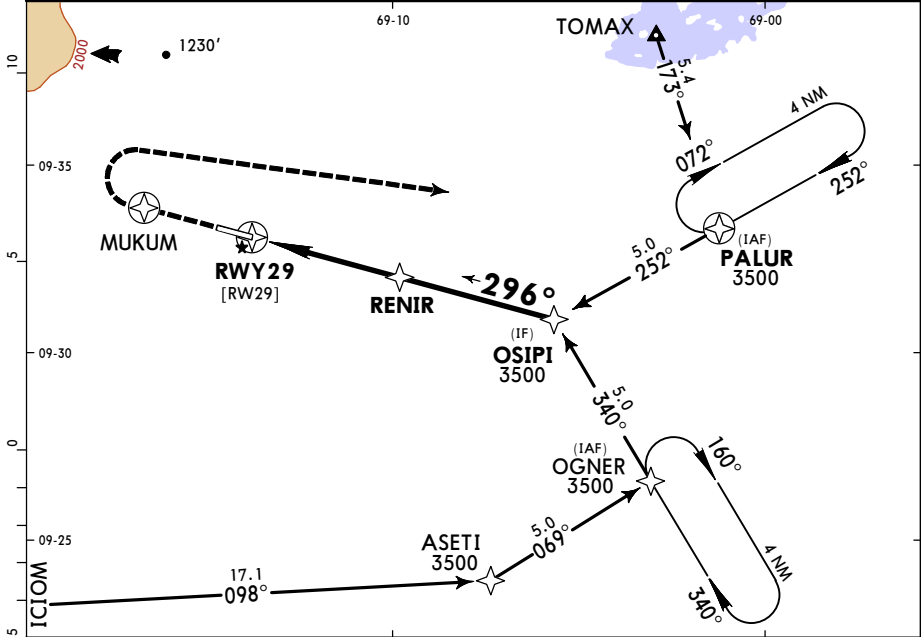 69-10
69-00
TOMAX
1230'
2000
10
5.4
173°
4 NM
072°
252°
09-35
MUKUM
RWY29
[RW29]
5
(IAF)
PALUR
3500
5.0
252°
296°
RENIR
(IF)
OSIPI
3500
09-30
5.0
340°
0
(IAF)
OGNER
3500
160°
4 NM
340°
09-25
ASETI
3500
5.0
069°
17.1
098°
ICIOM
5